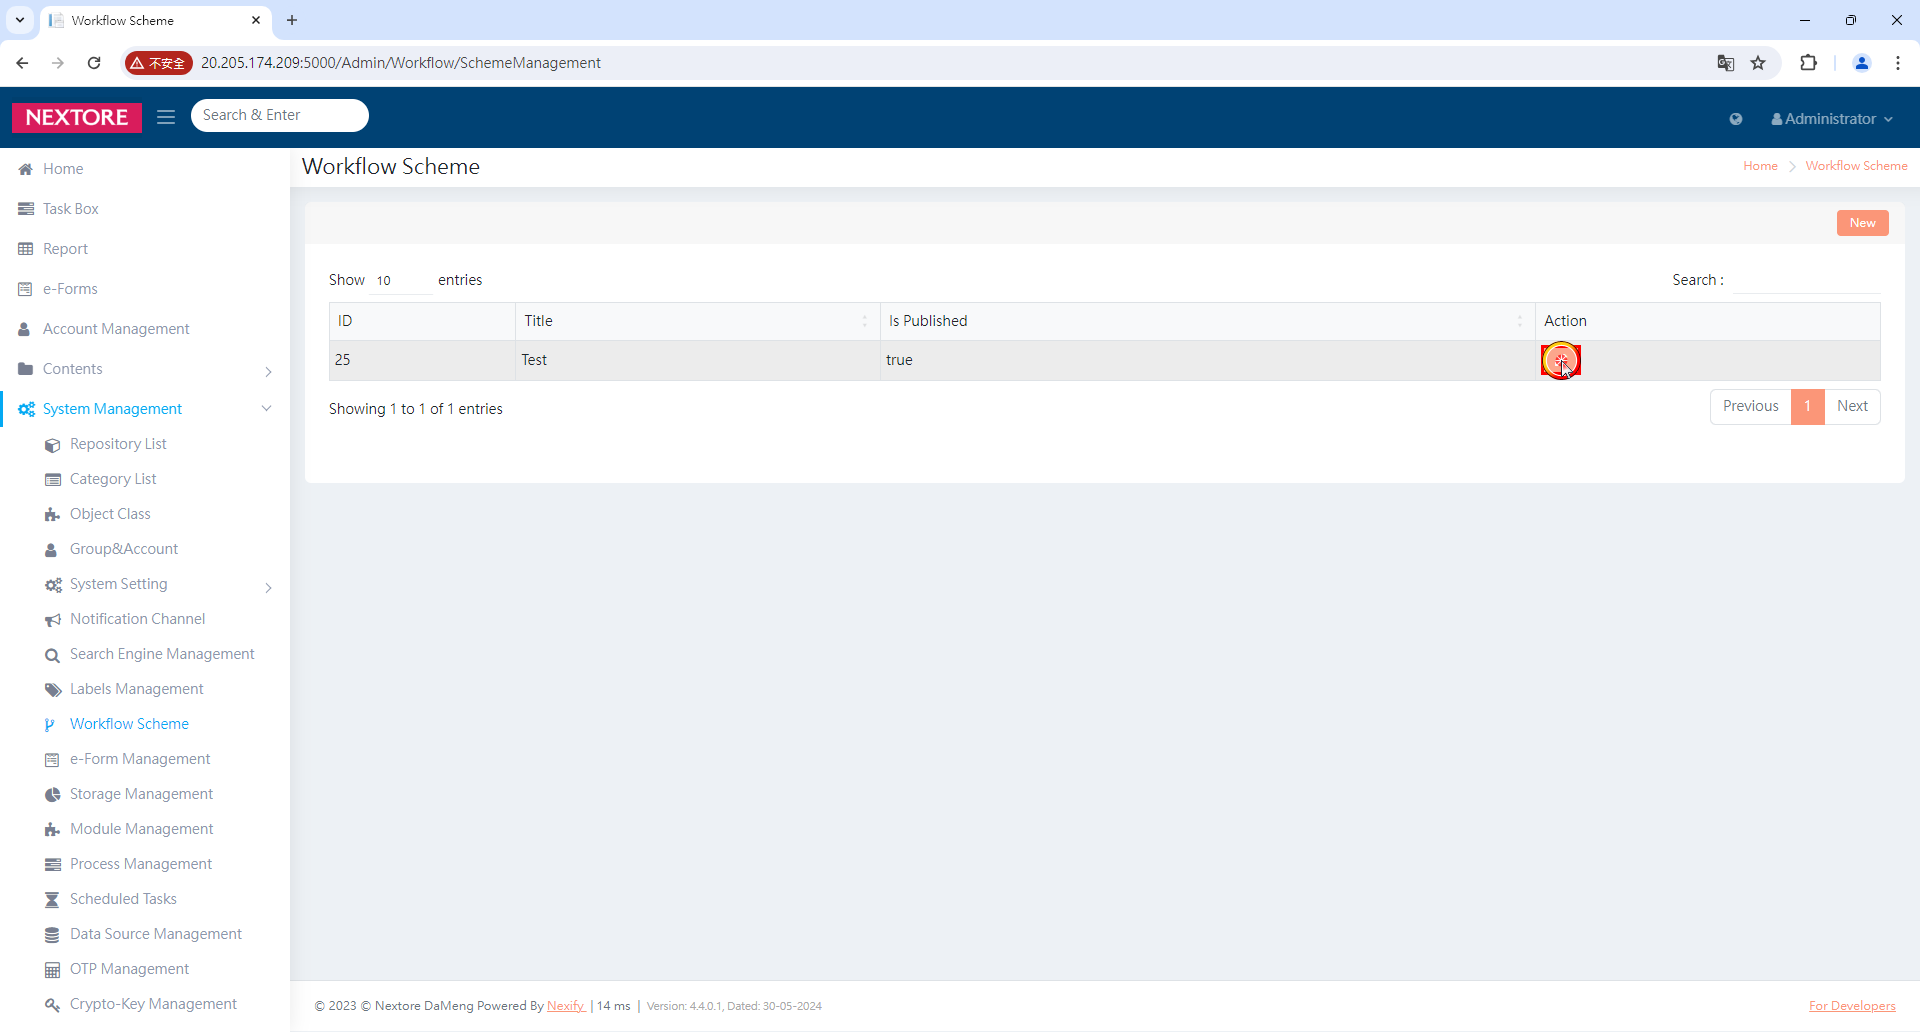 Workflow Scheme
不安全
20.205.174.209:5000/Admin/Workflow/SchemeManagement
NEXTORE
Search & Enter
Administrator
Home
Task Box
Report
e-Forms
Account Management
Contents
System Management
Repository List
Category List
Object Class
Group&Account
System Setting
Notification Channel
Search Engine Management
Labels Management
Workflow Scheme
e-Form Management
Storage Management
Module Management
Process Management
Scheduled Tasks
Data Source Management
OTP Management
Crypto-Key Management
Workflow Scheme
Home Workflow Scheme
New
Show 10 entries
Search :
ID Title Is Published Action
25 Test true
Showing 1 to 1 of 1 entries
Previous 1 Next
© 2023 © Nextore DaMeng Powered By Nexify | 14 ms | Version: 4.4.0.1, Dated: 30-05-2024
For Developers